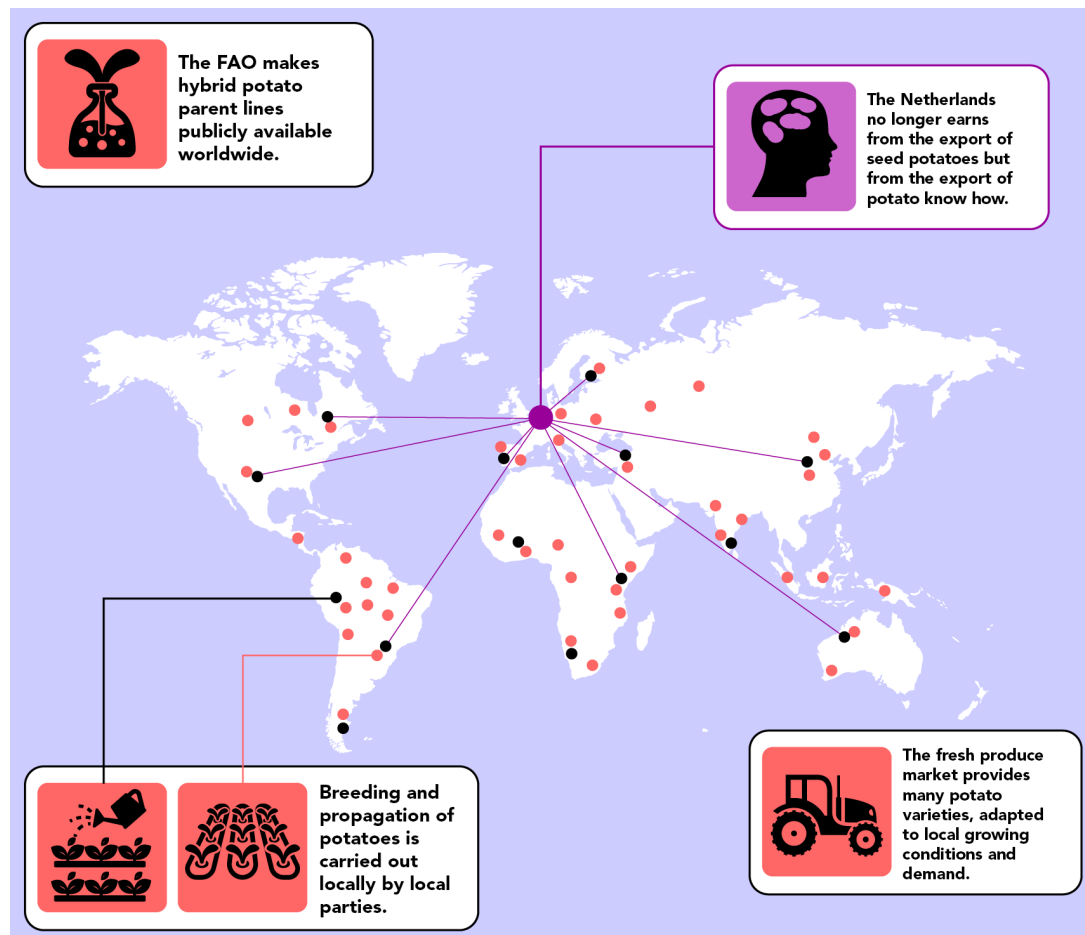 The FAO makes
hybrid potato
parent lines
publicly available
worldwide.
The Netherlands
no longer earns
from the export of
seed potatoes but
from the export of
potato know how.
Breeding and
propagation of
potatoes is
carried out
locally by local
parties.
The fresh produce
market provides
many potato
varieties, adapted
to local growing
conditions and
demand.